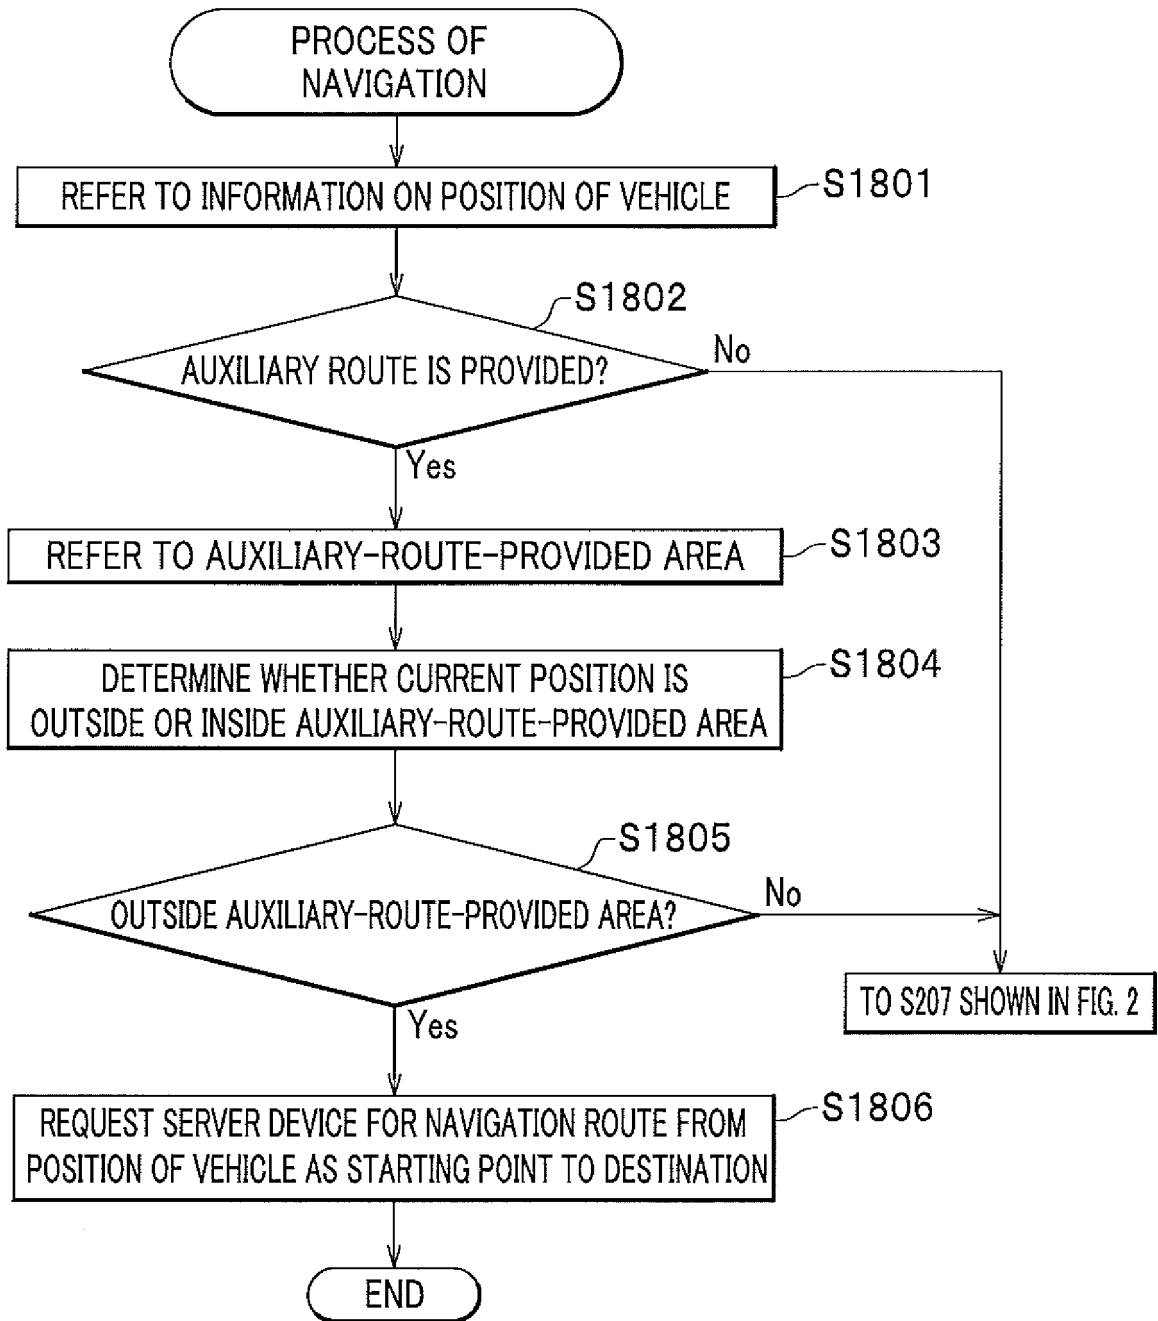 PROCESS OF
NAVIGATION
REFER TO INFORMATION ON POSITION OF VEHICLE
S1801
S1802
AUXILIARY ROUTE IS PROVIDED?
No
Yes
REFER TO AUXILIARY-ROUTE-PROVIDED AREA
S1803
DETERMINE WHETHER CURRENT POSITION IS
OUTSIDE OR INSIDE AUXILIARY-ROUTE-PROVIDED AREA
S1804
S1805
OUTSIDE AUXILIARY-ROUTE-PROVIDED AREA?
No
Yes
TO S207 SHOWN IN FIG. 2
REQUEST SERVER DEVICE FOR NAVIGATION ROUTE FROM
POSITION OF VEHICLE AS STARTING POINT TO DESTINATION
S1806
END